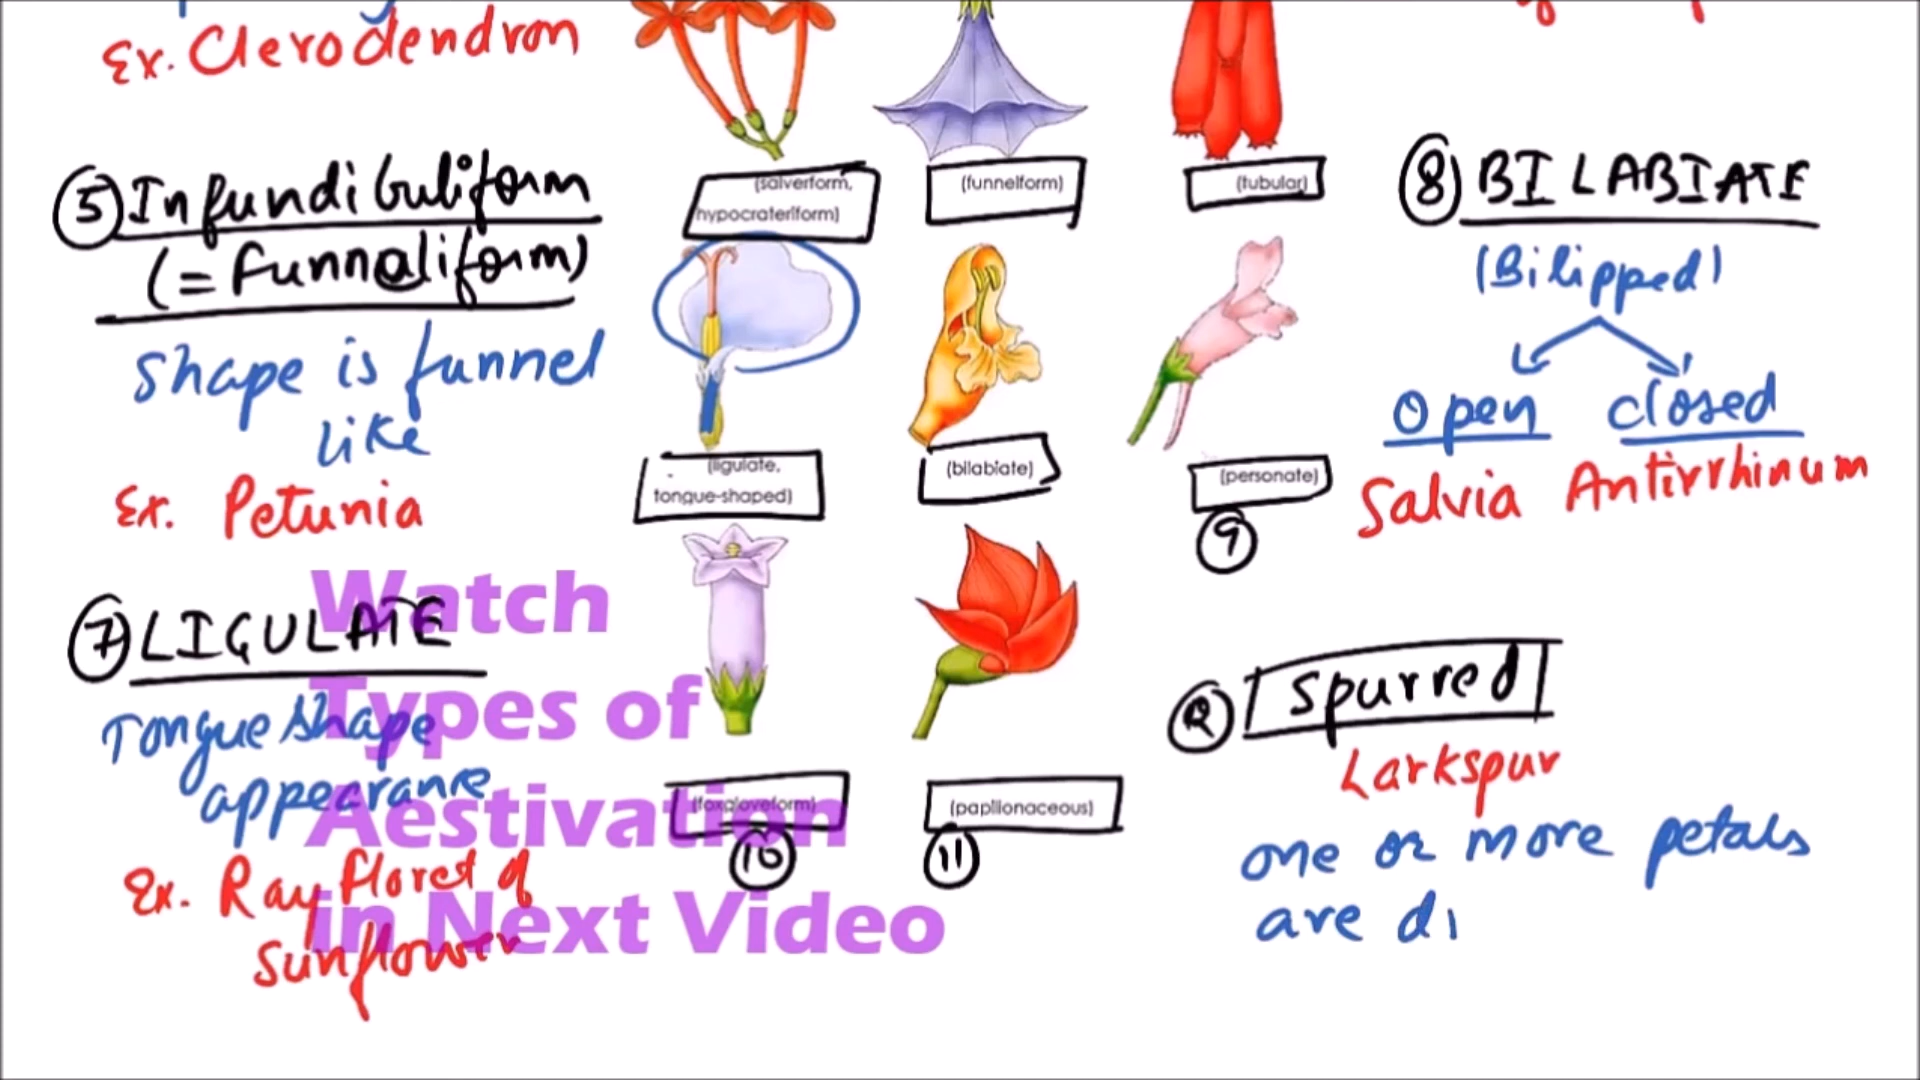 Ex. Clerodendron
(salverform,
hypocrateriform)
(funnelform)
(tubular)
5 Infundibuliform
(= funnaliform)
shape is funnel
like
Ex. Petunia
8 BILABIATE
(Bilipped)
open closed
Salvia Antirrhinum
(ligulate,
tongue-shaped)
(bilabiate)
(personate)
9
7 LIGULATE
Tongue shape
appearance
Ex. Ray floret of
sunflower
Watch
Types of
Aestivation
in Next Video
(foxgloveform)
10
(papilionaceous)
11
Spurred
Larkspur
one or more petals
are di